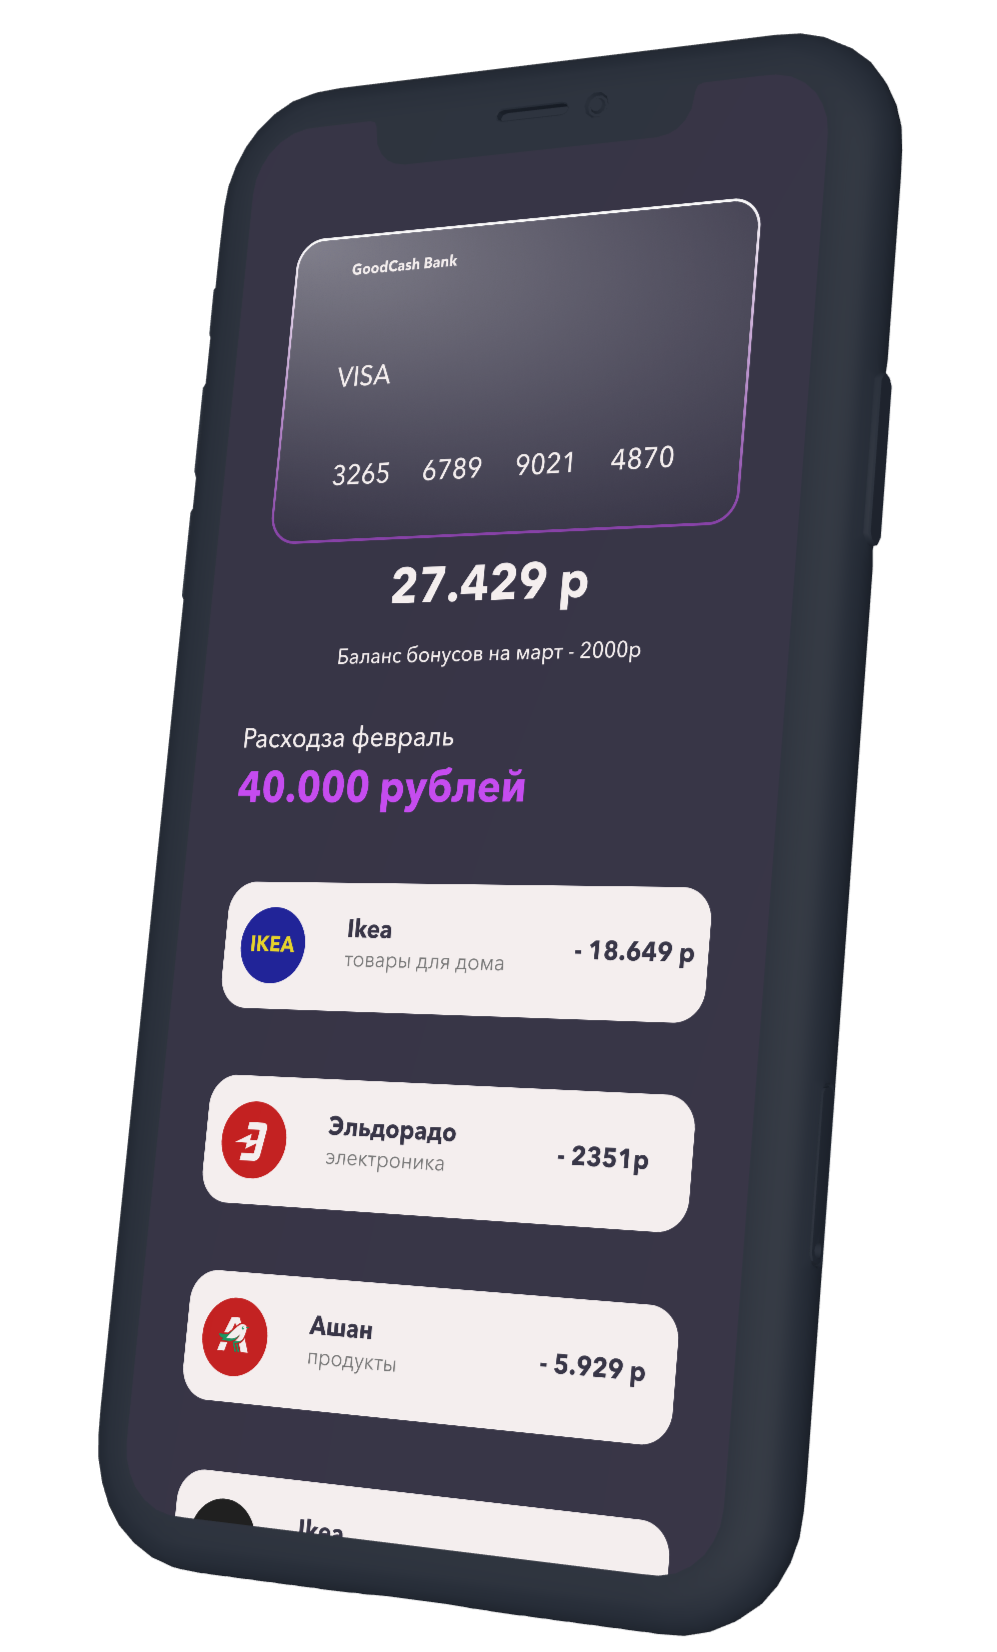 GoodCash Bank
VISA
3265 6789 9021 4870
27.429 р
Баланс бонусов на март - 2000р
Расходза февраль
40.000 рублей
IKEA
Ikea
товары для дома
- 18.649 р
Эльдорадо
электроника
- 2351р
Ашан
продукты
- 5.929 р
Ikea